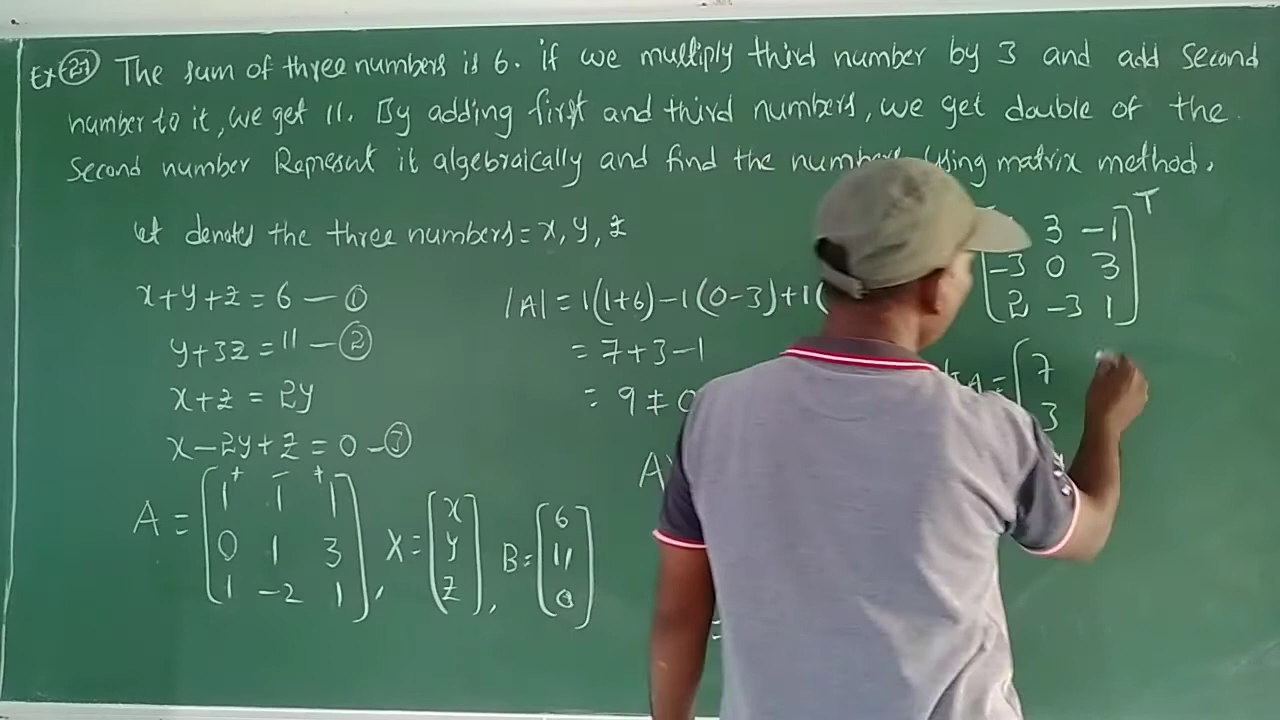 Ex 27 The sum of three numbers is 6. if we multiply third number by 3 and add second
number to it, we get 11. By adding first and third numbers, we get double of the
second number Represent it algebraically and find the numbers using matrix method.
let denoted the three numbers = x, y, z
x+y+z = 6 — ①
y+3z = 11 — ②
x+z = 2y
x−2y+z = 0 — ③
A = [1 1 1
0 1 3
1 −2 1], X = [x
y
z], B = [6
11
0]
|A| = 1(1+6)−1(0−3)+1(
= 7+3−1
= 9 ≠ 0
A
=
3 −1
−3 0 3
2 −3 1]ᵀ
A = [7
3